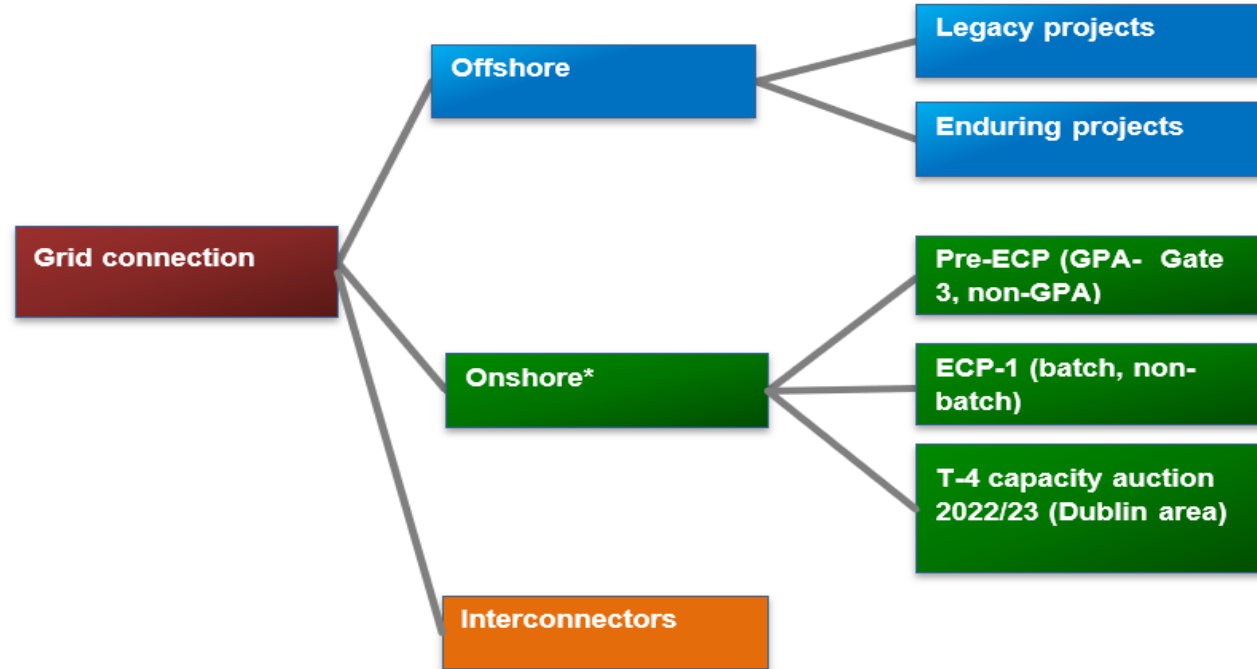 Legacy projects
Offshore
Enduring projects
Grid connection
Pre-ECP (GPA- Gate
3, non-GPA)
ECP-1 (batch, non-
batch)
Onshore*
T-4 capacity auction
2022/23 (Dublin area)
Interconnectors